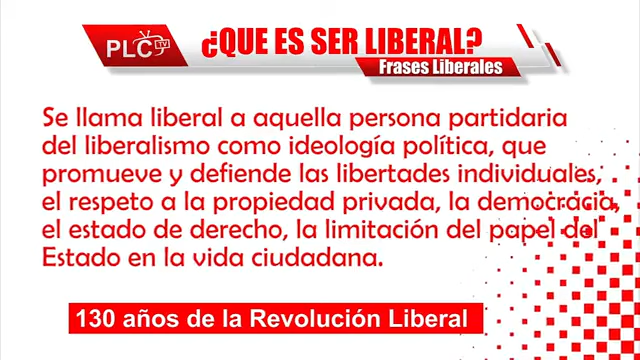 PLC TV
¿QUE ES SER LIBERAL?
Frases Liberales
Se llama liberal a aquella persona partidaria
del liberalismo como ideología política, que
promueve y defiende las libertades individuales,
el respeto a la propiedad privada, la democracia,
el estado de derecho, la limitación del papel del
Estado en la vida ciudadana.
130 años de la Revolución Liberal